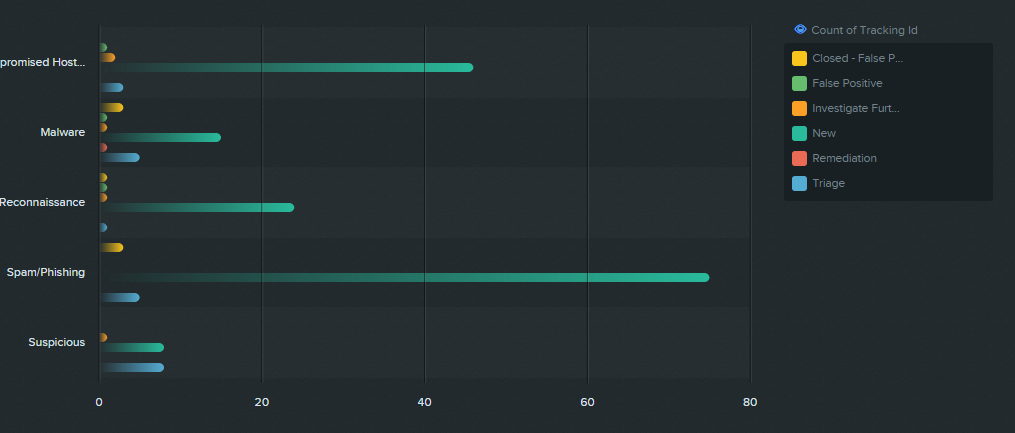 Count of Tracking Id
Closed - False P...
False Positive
Investigate Furt...
New
Remediation
Triage
promised Host...
Malware
Reconnaissance
Spam/Phishing
Suspicious
0 20 40 60 80